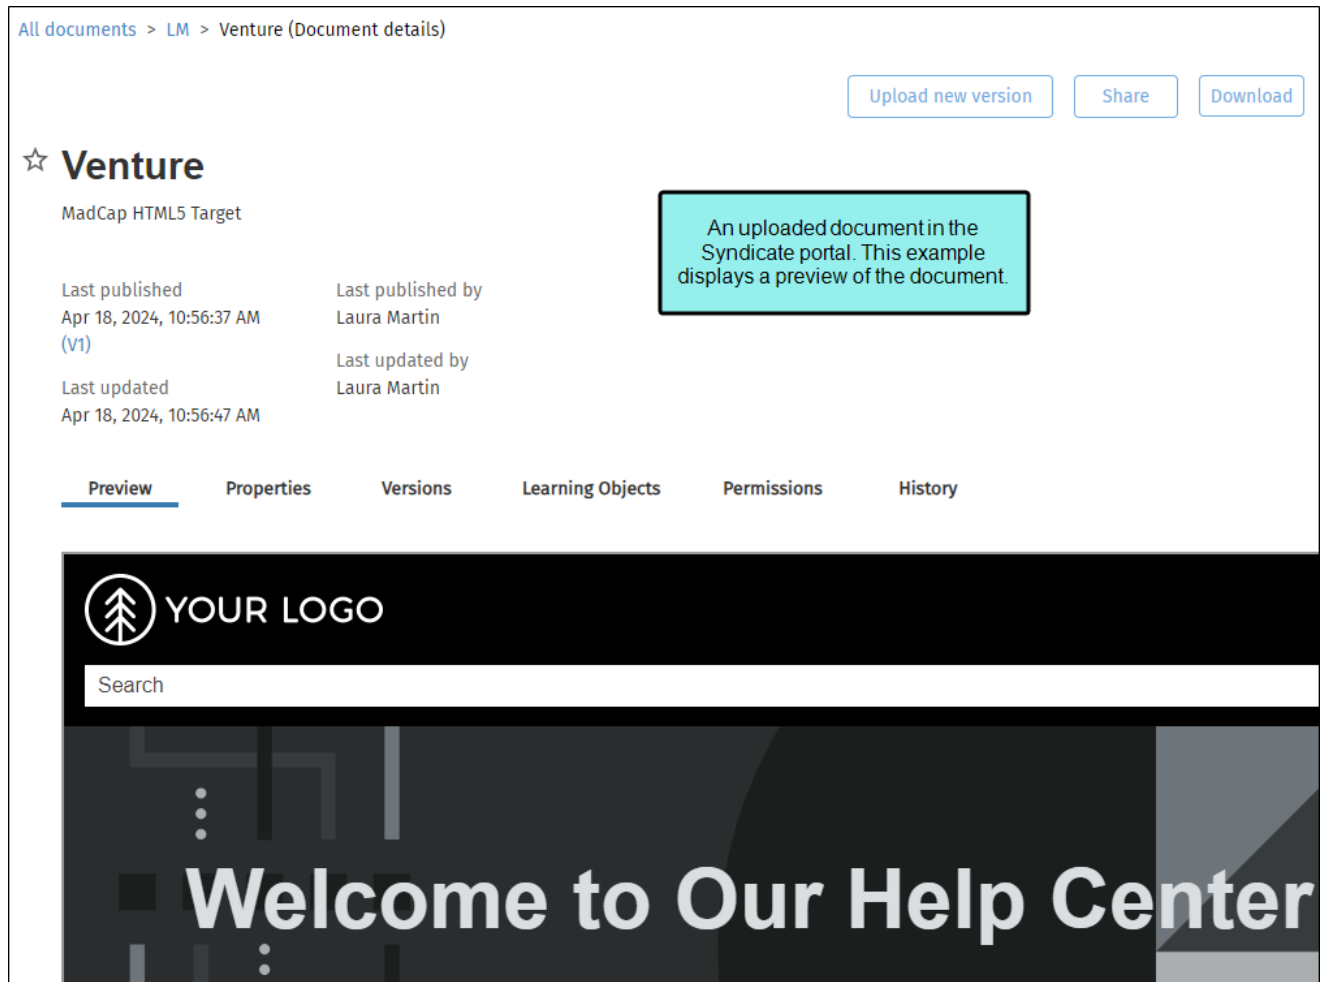 All documents > LM > Venture (Document details)
Upload new version Share Download
Venture
MadCap HTML5 Target
An uploaded document in the
Syndicate portal. This example
displays a preview of the document.
Last published
Apr 18, 2024, 10:56:37 AM
(V1)
Last published by
Laura Martin
Last updated
Apr 18, 2024, 10:56:47 AM
Last updated by
Laura Martin
Preview Properties Versions Learning Objects Permissions History
YOUR LOGO
Search
Welcome to Our Help Center